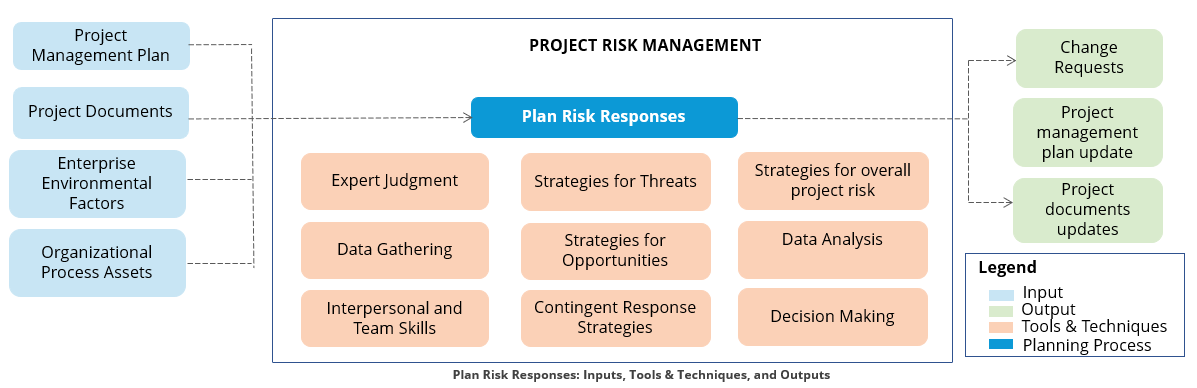 Project
Management Plan
Project Documents
Enterprise
Environmental
Factors
Organizational
Process Assets
PROJECT RISK MANAGEMENT
Plan Risk Responses
Expert Judgment
Strategies for Threats
Strategies for overall
project risk
Data Gathering
Strategies for
Opportunities
Data Analysis
Interpersonal and
Team Skills
Contingent Response
Strategies
Decision Making
Change
Requests
Project
management
plan update
Project
documents
updates
Legend
Input
Output
Tools & Techniques
Planning Process
Plan Risk Responses: Inputs, Tools & Techniques, and Outputs